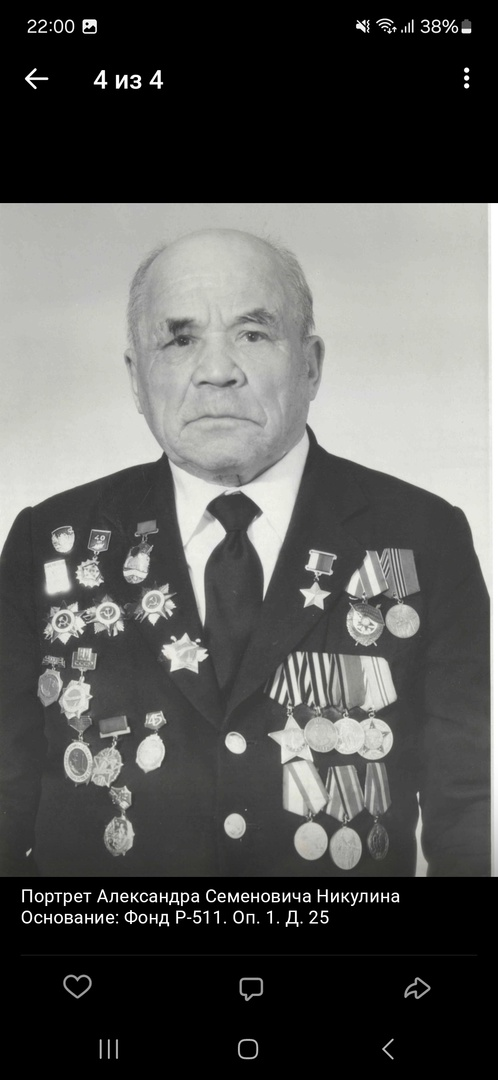 22:00 38%
4 из 4
Портрет Александра Семеновича Никулина
Основание: Фонд Р-511. Оп. 1. Д. 25